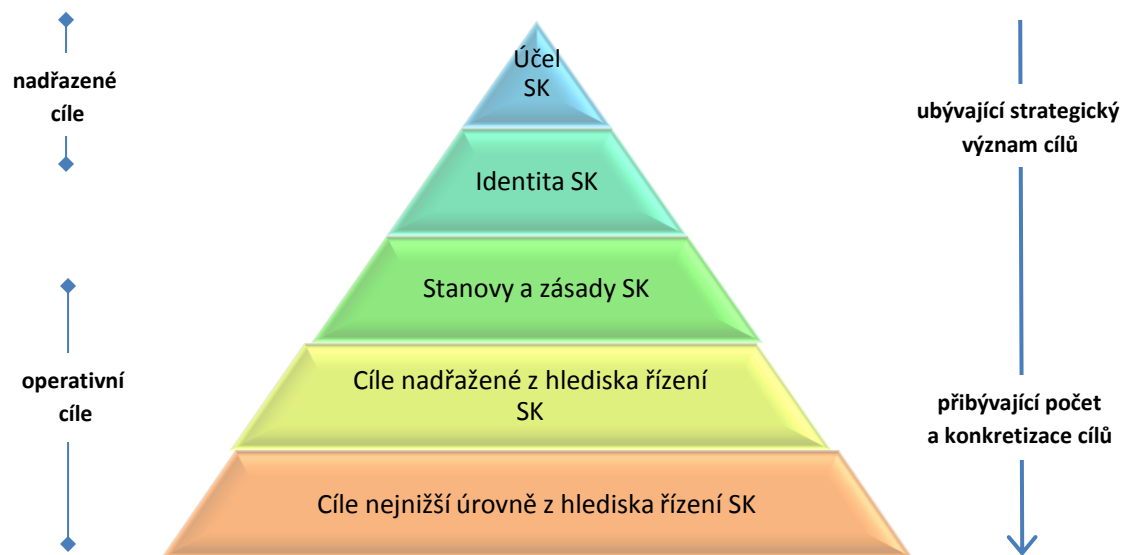 nadřazené
cíle
operativní
cíle
Účel
SK
Identita SK
Stanovy a zásady SK
Cíle nadřažené z hlediska řízení
SK
Cíle nejnižší úrovně z hlediska řízení SK
ubývající strategický
význam cílů
přibývající počet
a konkretizace cílů